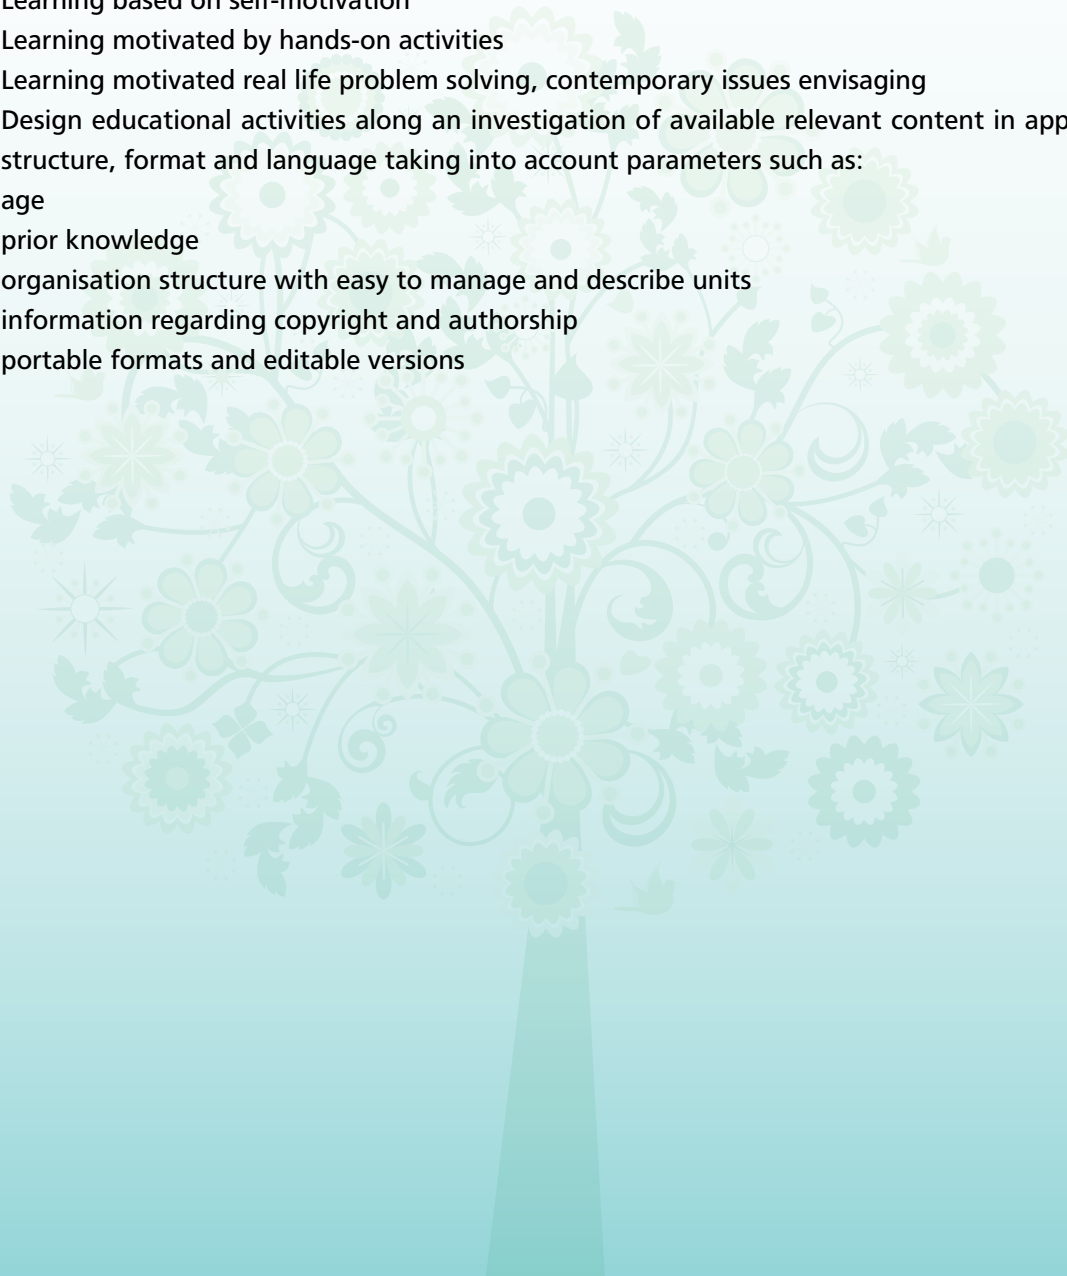 Learning based on self-motivation
Learning motivated by hands-on activities
Learning motivated real life problem solving, contemporary issues envisaging
Design educational activities along an investigation of available relevant content in app
structure, format and language taking into account parameters such as:
age
prior knowledge
organisation structure with easy to manage and describe units
information regarding copyright and authorship
portable formats and editable versions